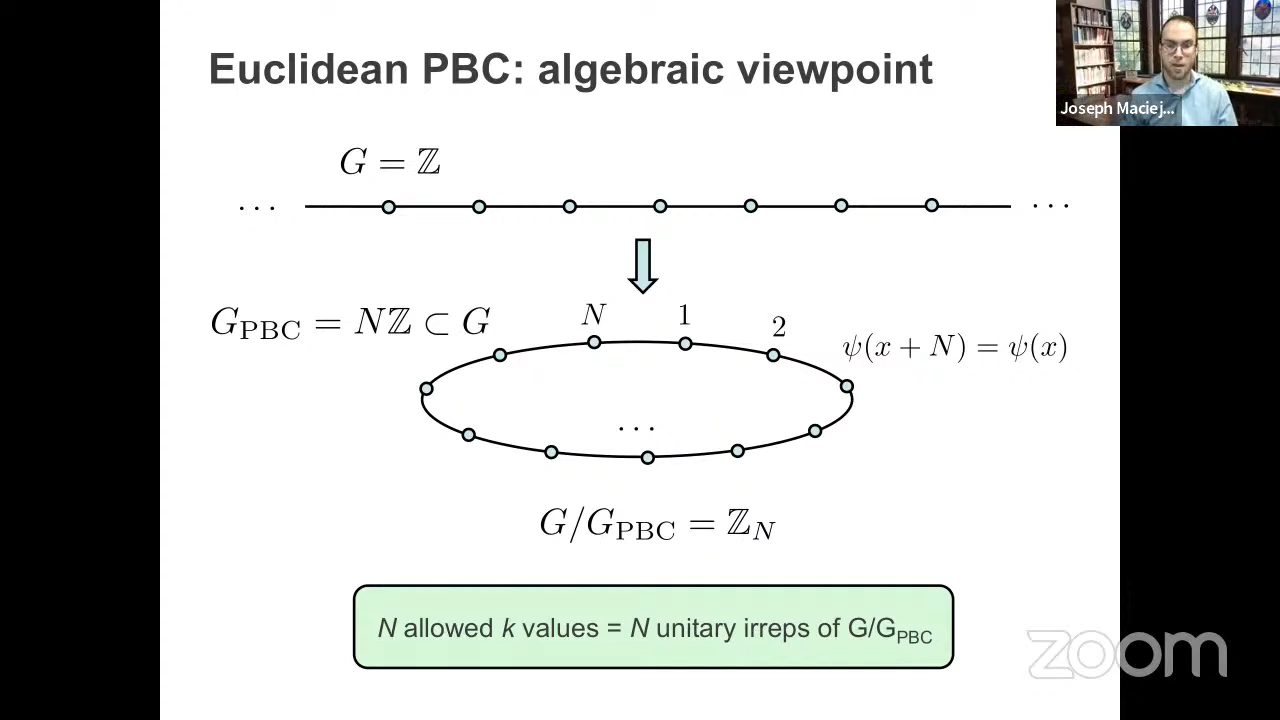 Euclidean PBC: algebraic viewpoint
Joseph Maciej...
G = ℤ
... ...
N 1 2
G_PBC = Nℤ ⊂ G
ψ(x + N) = ψ(x)
...
G/G_PBC = ℤ_N
N allowed k values = N unitary irreps of G/G_PBC
zoom